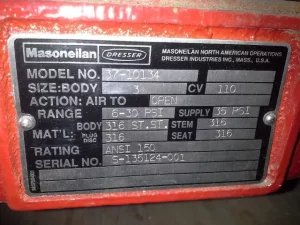 Masoneilan DRESSER MASONEILAN NORTH AMERICAN OPERATIONS
DRESSER INDUSTRIES INC., MASS., U.S.A.
MODEL NO. 37-10134
SIZE: BODY 3 CV 110
ACTION: AIR TO OPEN
RANGE 6-30 PSI SUPPLY 35 PSI
BODY 316 ST.ST. STEM 316
MAT'L: PLUG DISC 316 SEAT 316
RATING ANSI 150
SERIAL NO. S-135124-001